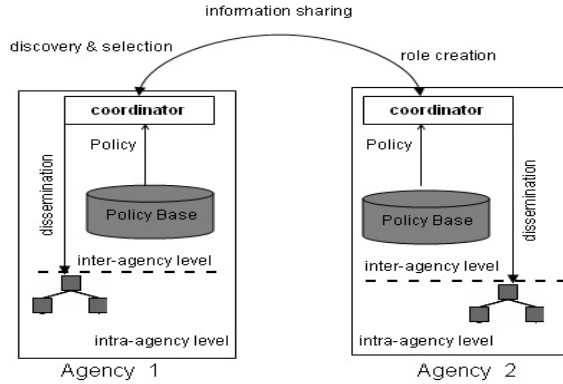 information sharing
discovery & selection
role creation
coordinator
Policy
dissemination
Policy Base
inter-agency level
intra-agency level
Agency 1
coordinator
Policy
dissemination
Policy Base
inter-agency level
intra-agency level
Agency 2